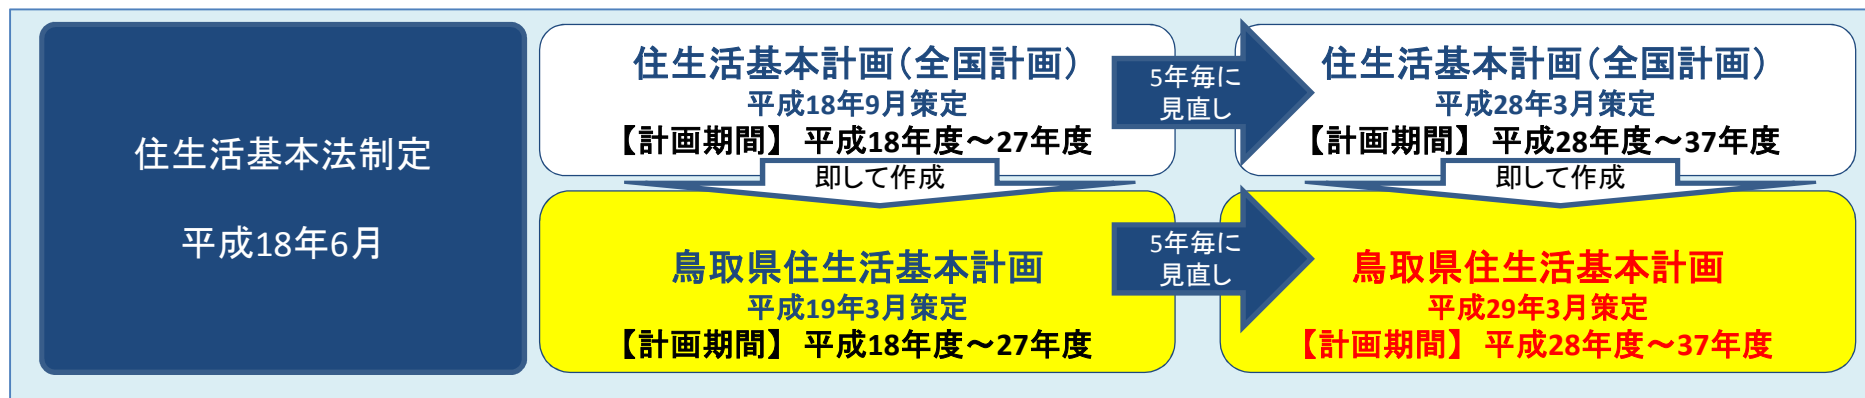 住生活基本法制定
平成18年6月
住生活基本計画(全国計画)
平成18年9月策定
【計画期間】 平成18年度～27年度
5年毎に
見直し
住生活基本計画(全国計画)
平成28年3月策定
【計画期間】 平成28年度～37年度
即して作成
即して作成
鳥取県住生活基本計画
平成19年3月策定
【計画期間】 平成18年度～27年度
5年毎に
見直し
鳥取県住生活基本計画
平成29年3月策定
【計画期間】 平成28年度～37年度